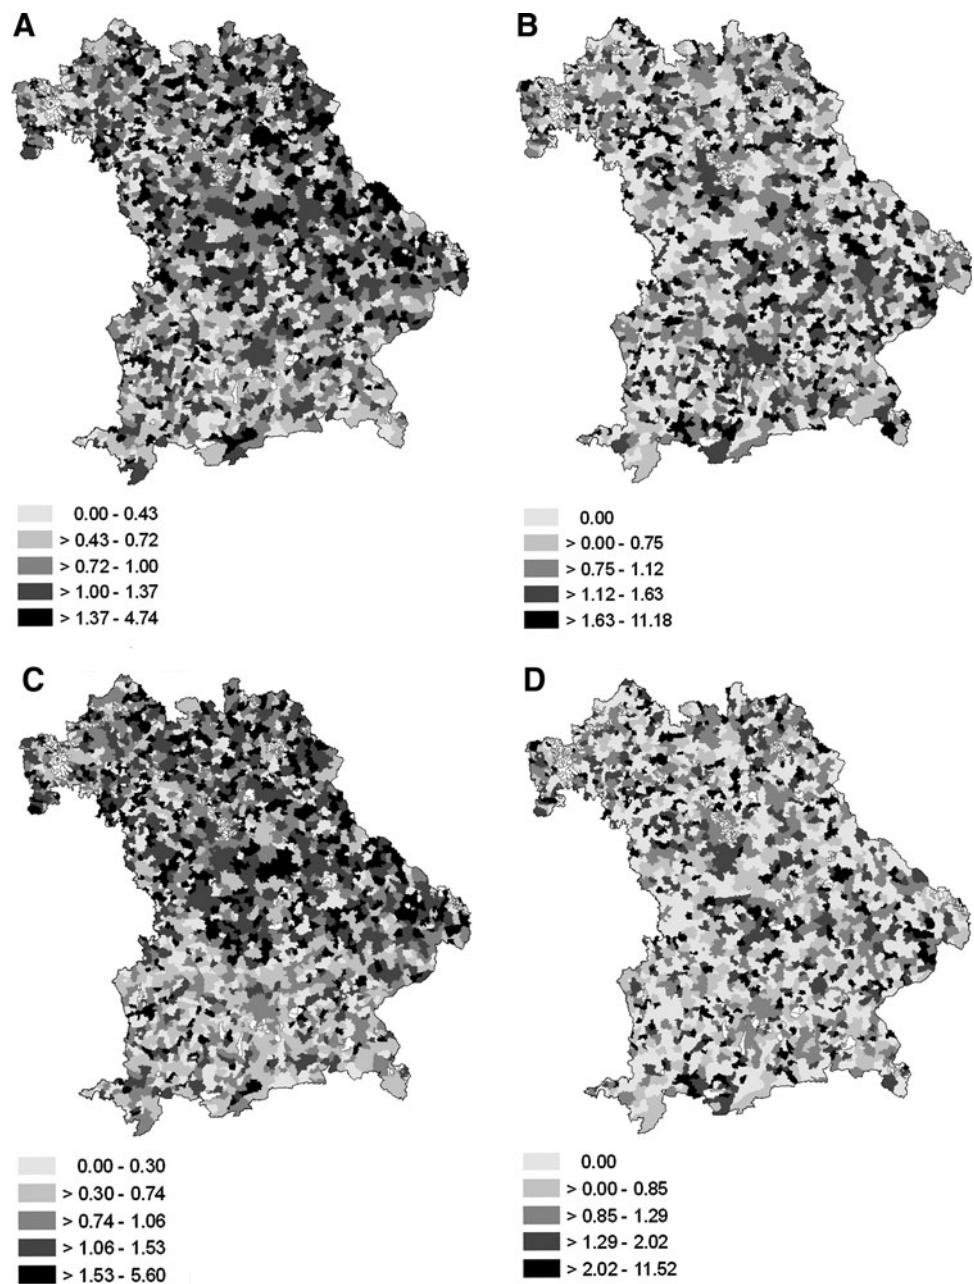 A
B
0.00 - 0.43
> 0.43 - 0.72
> 0.72 - 1.00
> 1.00 - 1.37
> 1.37 - 4.74
0.00
> 0.00 - 0.75
> 0.75 - 1.12
> 1.12 - 1.63
> 1.63 - 11.18
C
D
0.00 - 0.30
> 0.30 - 0.74
> 0.74 - 1.06
> 1.06 - 1.53
> 1.53 - 5.60
0.00
> 0.00 - 0.85
> 0.85 - 1.29
> 1.29 - 2.02
> 2.02 - 11.52